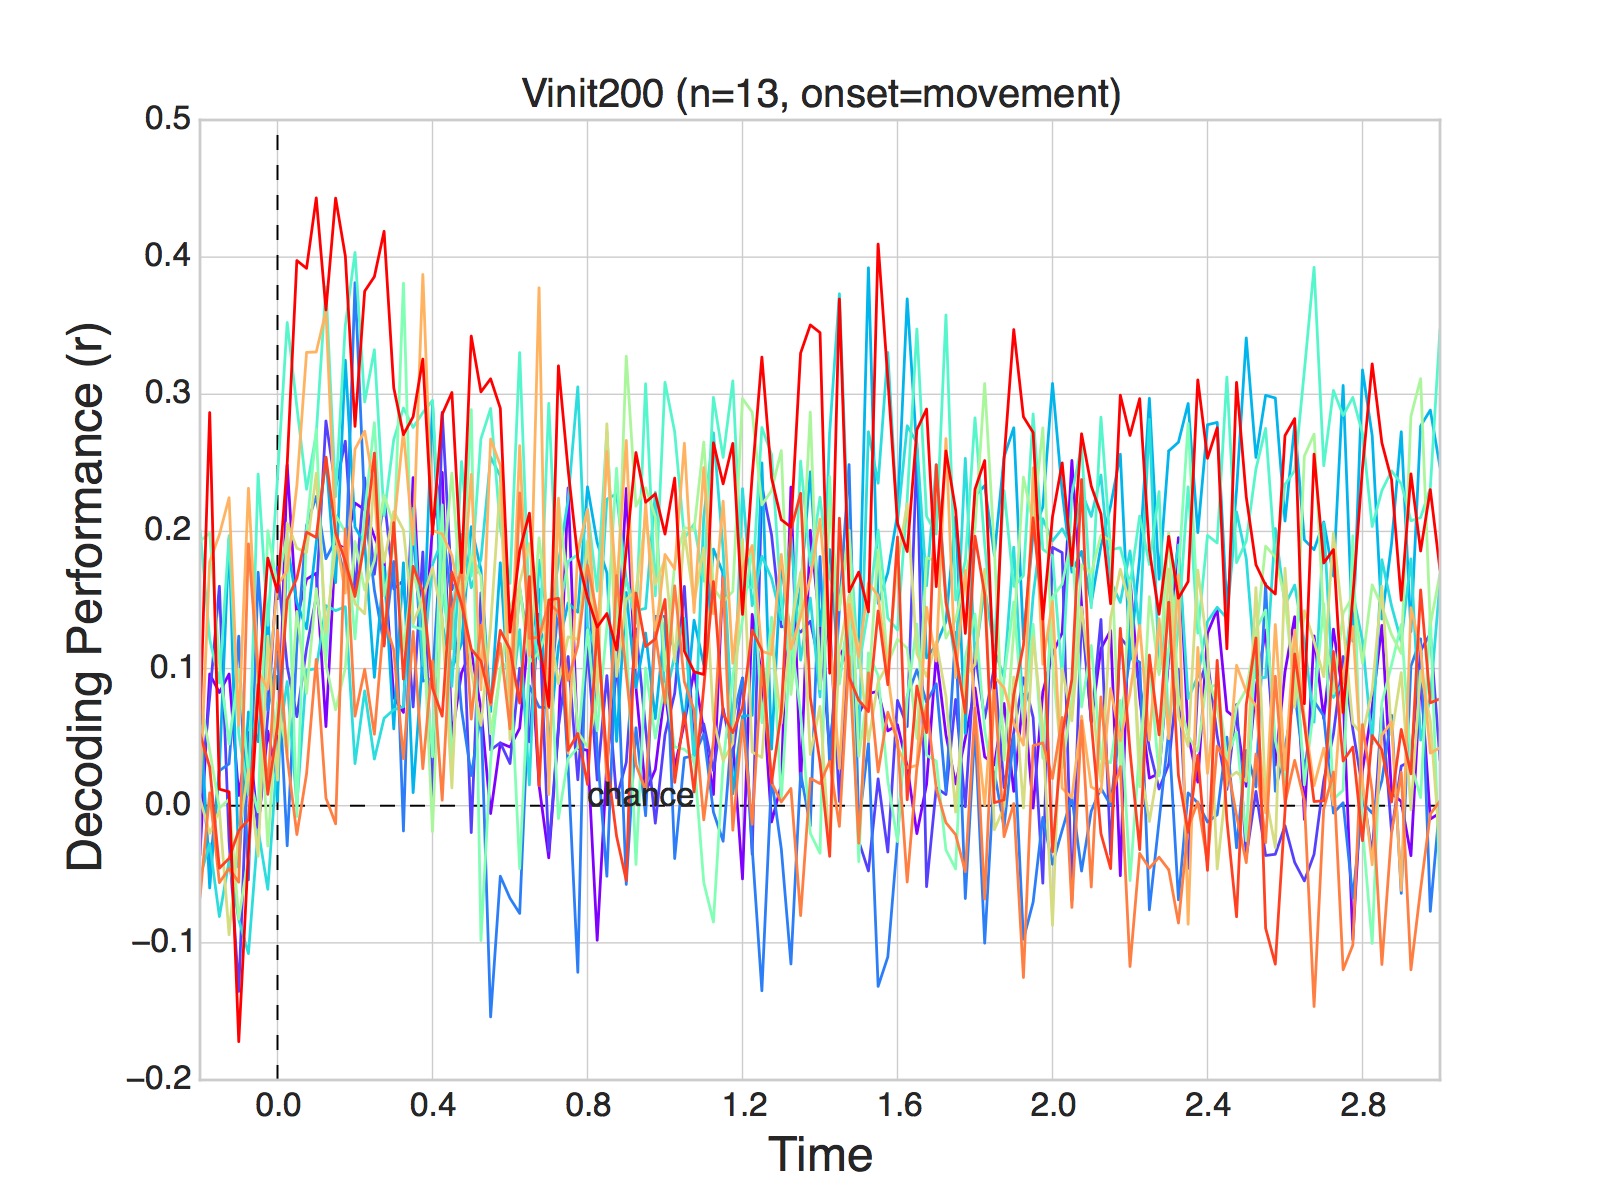 Vinit200 (n=13, onset=movement)
0.5
0.4
0.3
0.2
0.1
0.0
−0.1
−0.2
Decoding Performance (r)
chance
0.0 0.4 0.8 1.2 1.6 2.0 2.4 2.8
Time